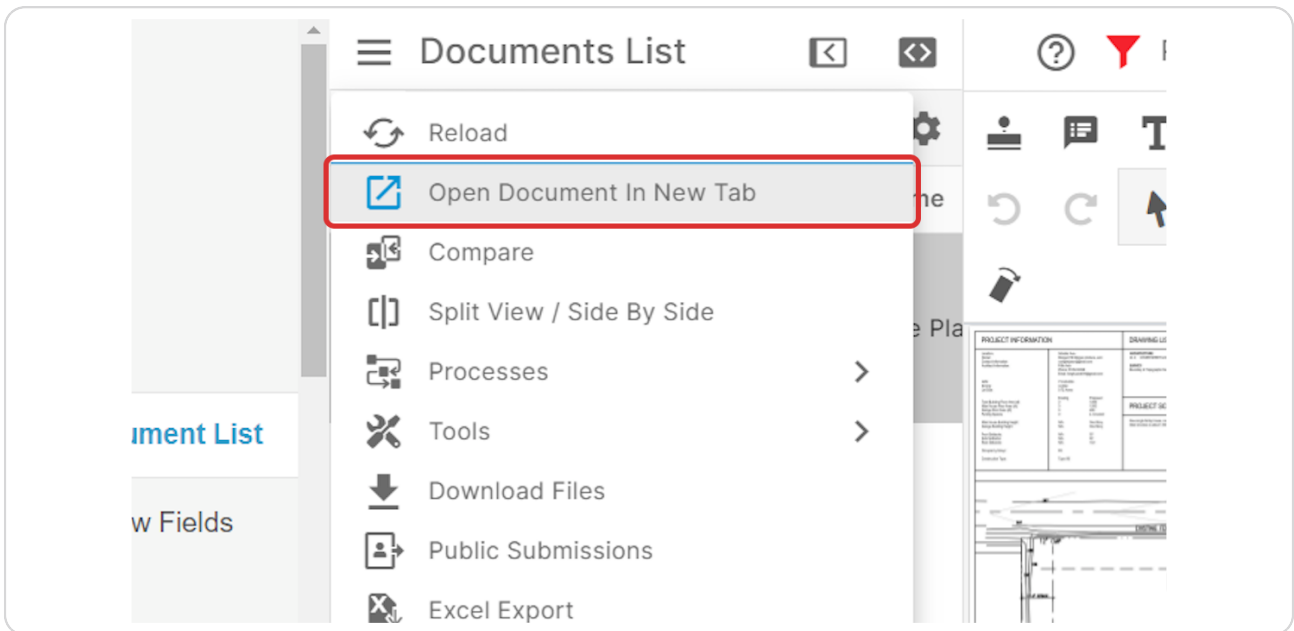 Documents List
Reload
Open Document In New Tab
Compare
Split View / Side By Side
Processes
Tools
Download Files
Public Submissions
Excel Export
ument List
w Fields
me
e Pla
PROJECT INFORMATION